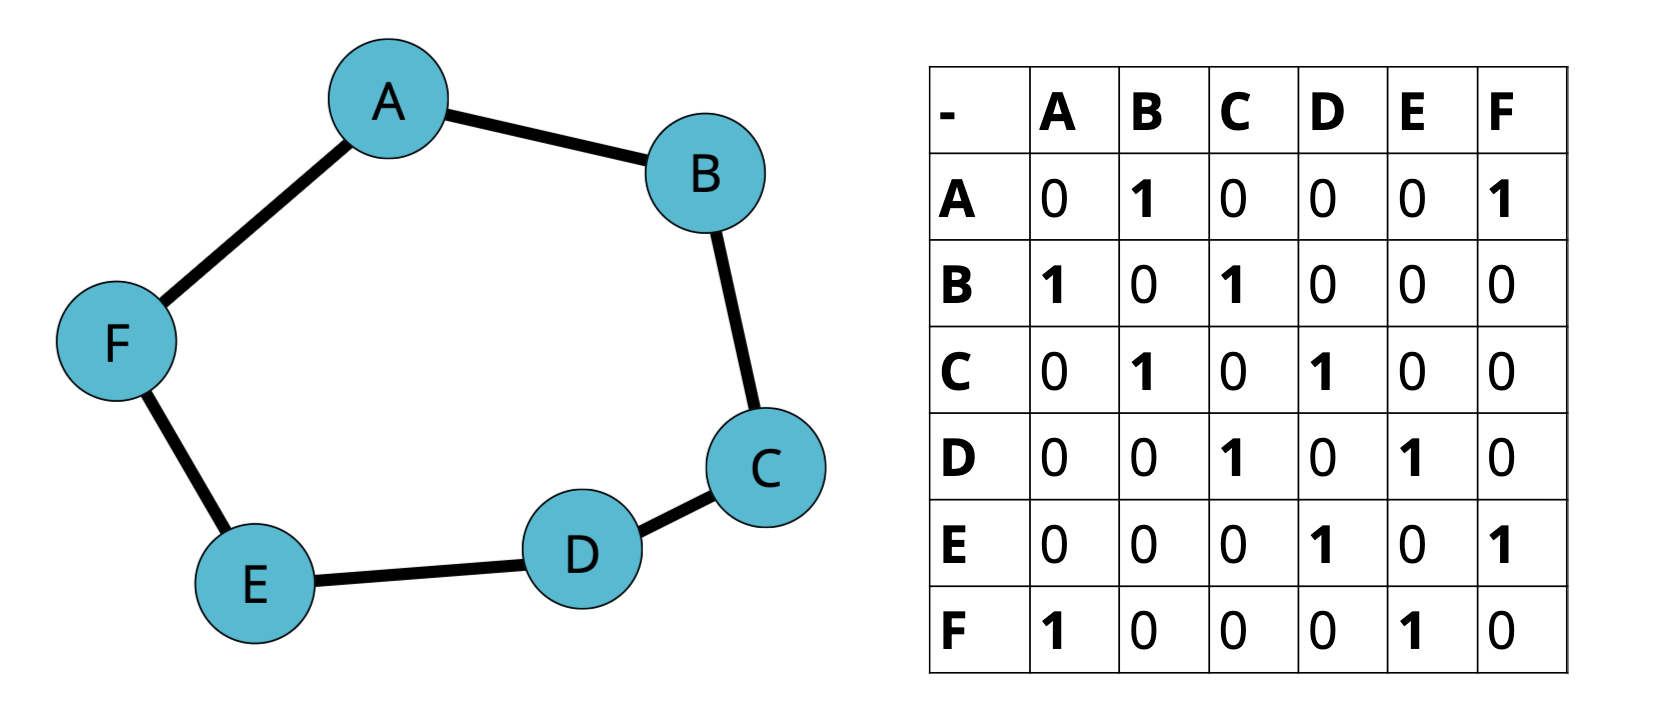 A
B
F
C
D
E
- A B C D E F
A 0 1 0 0 0 1
B 1 0 1 0 0 0
C 0 1 0 1 0 0
D 0 0 1 0 1 0
E 0 0 0 1 0 1
F 1 0 0 0 1 0